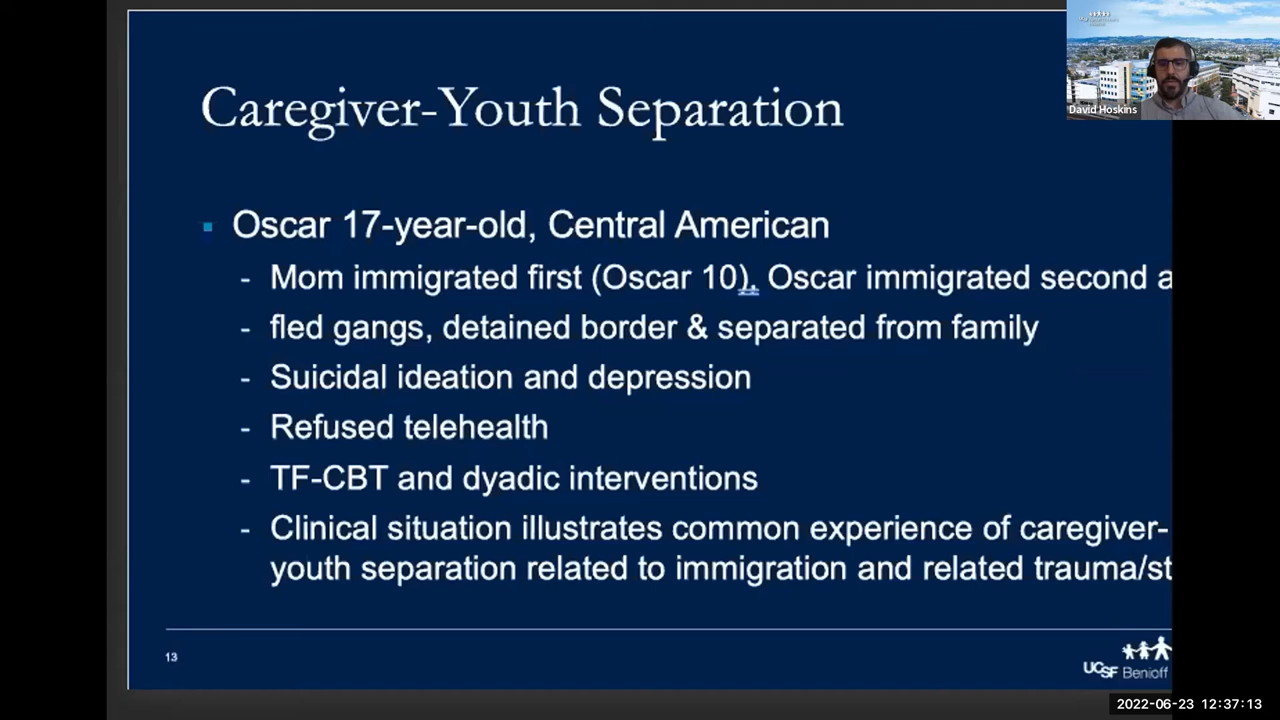 Caregiver-Youth Separation
David Hoskins
Oscar 17-year-old, Central American
- Mom immigrated first (Oscar 10), Oscar immigrated second a
- fled gangs, detained border & separated from family
- Suicidal ideation and depression
- Refused telehealth
- TF-CBT and dyadic interventions
- Clinical situation illustrates common experience of caregiver-
youth separation related to immigration and related trauma/st
13
UCSF Benioff
2022-06-23 12:37:13